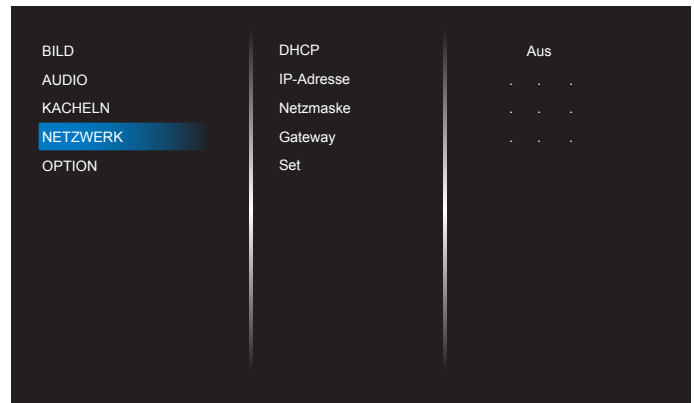 BILD
AUDIO
KACHELN
NETZWERK
OPTION
DHCP
IP-Adresse
Netzmaske
Gateway
Set
Aus
. . .
. . .
. . .